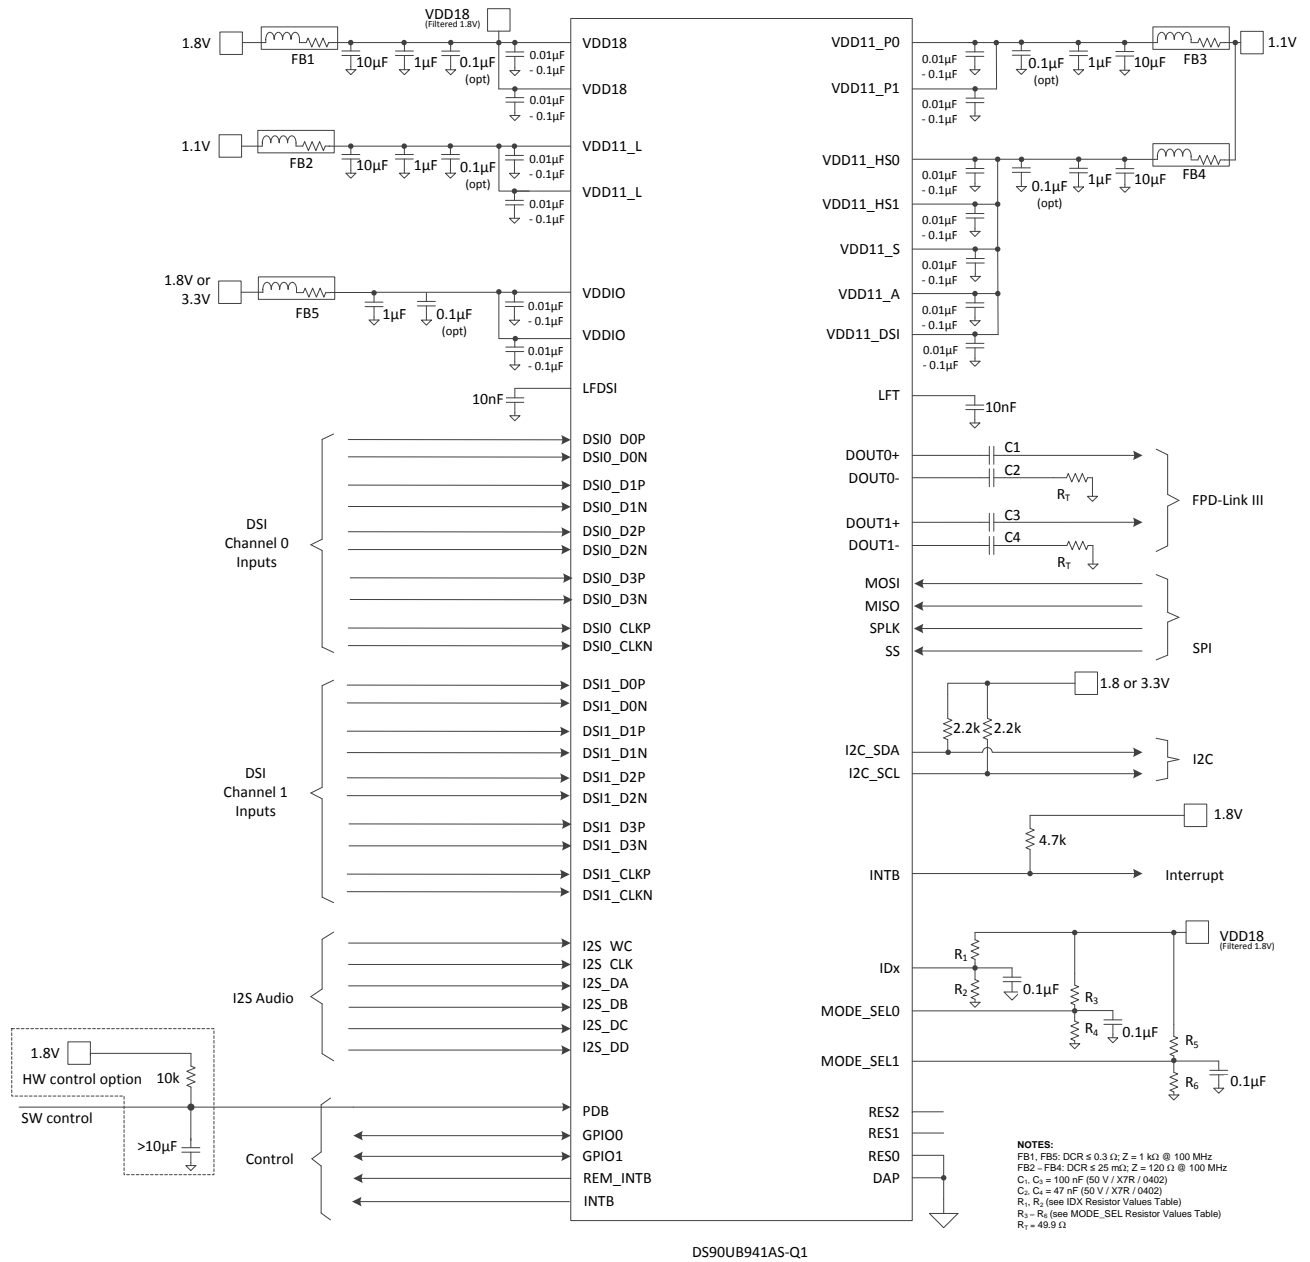 VDD18
(Filtered 1.8V)
1.8V
FB1
10µF
1µF
0.1µF
(opt)
0.01µF
- 0.1µF
VDD18
0.01µF
- 0.1µF
VDD18
1.1V
FB2
10µF
1µF
0.1µF
(opt)
0.01µF
- 0.1µF
VDD11_L
0.01µF
- 0.1µF
VDD11_L
1.8V or
3.3V
FB5
1µF
0.1µF
(opt)
0.01µF
- 0.1µF
VDDIO
0.01µF
- 0.1µF
VDDIO
10nF
LFDSI
DSI
Channel 0
Inputs
DSI0_D0P
DSI0_D0N
DSI0_D1P
DSI0_D1N
DSI0_D2P
DSI0_D2N
DSI0_D3P
DSI0_D3N
DSI0_CLKP
DSI0_CLKN
DSI
Channel 1
Inputs
DSI1_D0P
DSI1_D0N
DSI1_D1P
DSI1_D1N
DSI1_D2P
DSI1_D2N
DSI1_D3P
DSI1_D3N
DSI1_CLKP
DSI1_CLKN
I2S Audio
I2S_WC
I2S_CLK
I2S_DA
I2S_DB
I2S_DC
I2S_DD
1.8V
HW control option
10k
SW control
>10µF
Control
PDB
GPIO0
GPIO1
REM_INTB
INTB
VDD11_P0
0.01µF
- 0.1µF
0.1µF
(opt)
1µF
10µF
FB3
1.1V
VDD11_P1
0.01µF
- 0.1µF
VDD11_HS0
0.01µF
- 0.1µF
0.1µF
(opt)
1µF
10µF
FB4
VDD11_HS1
0.01µF
- 0.1µF
VDD11_S
0.01µF
- 0.1µF
VDD11_A
0.01µF
- 0.1µF
VDD11_DSI
0.01µF
- 0.1µF
LFT
10nF
DOUT0+
C1
DOUT0-
C2
RT
DOUT1+
C3
DOUT1-
C4
RT
FPD-Link III
MOSI
MISO
SPLK
SS
SPI
1.8 or 3.3V
2.2k
2.2k
I2C_SDA
I2C_SCL
I2C
1.8V
4.7k
INTB
Interrupt
VDD18
(Filtered 1.8V)
IDx
R1
R2
0.1µF
MODE_SEL0
R3
R4
0.1µF
MODE_SEL1
R5
R6
0.1µF
RES2
RES1
RES0
DAP
NOTES:
FB1, FB5: DCR ≤ 0.3 Ω; Z = 1 kΩ @ 100 MHz
FB2 – FB4: DCR ≤ 25 mΩ; Z = 120 Ω @ 100 MHz
C1, C3 = 100 nF (50 V / X7R / 0402)
C2, C4 = 47 nF (50 V / X7R / 0402)
R1, R2 (see IDX Resistor Values Table)
R3 – R6 (see MODE_SEL Resistor Values Table)
RT = 49.9 Ω
DS90UB941AS-Q1